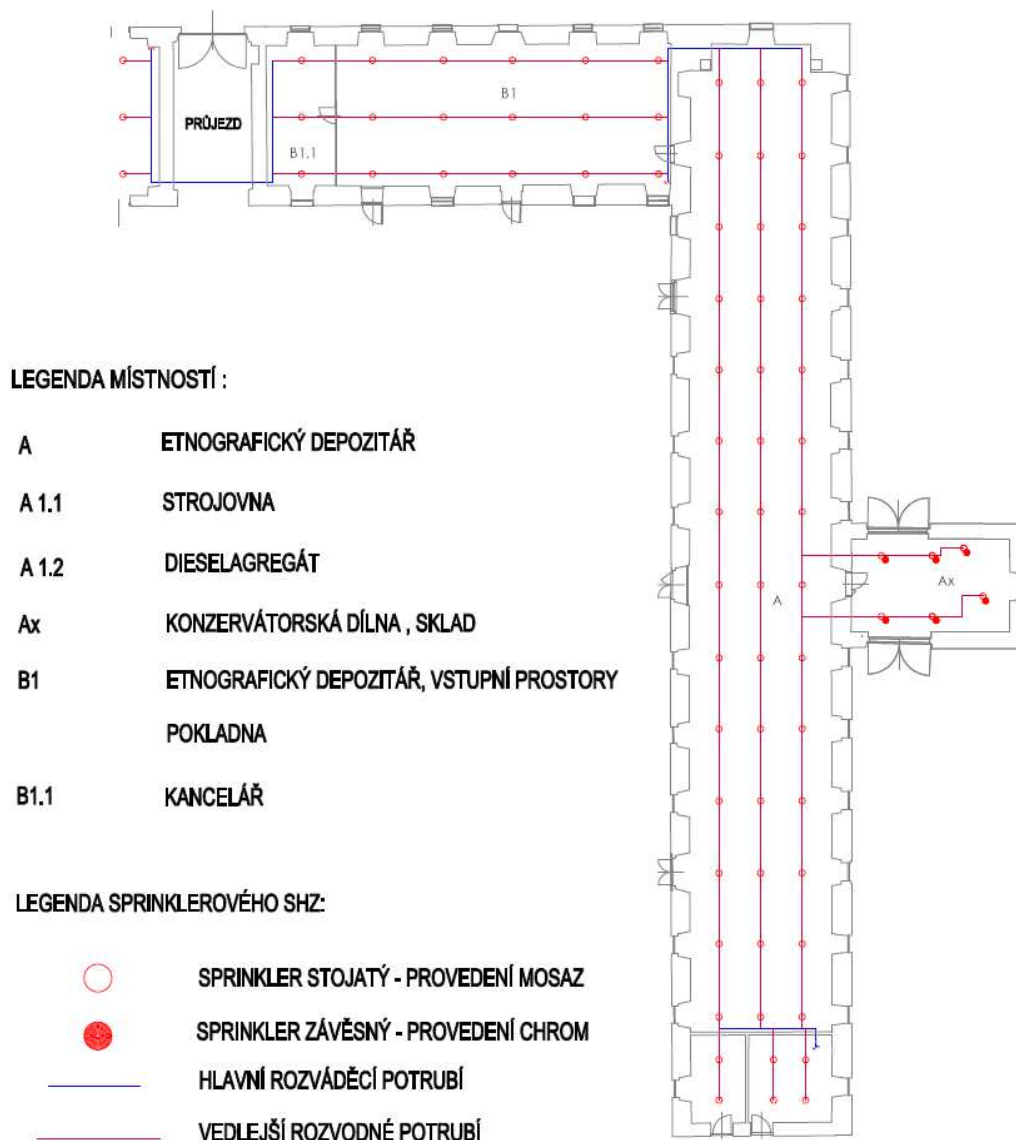 PRŮJEZD
B1
B1.1
A
Ax
LEGENDA MÍSTNOSTÍ :
A ETNOGRAFICKÝ DEPOZITÁŘ
A 1.1 STROJOVNA
A 1.2 DIESELAGREGÁT
Ax KONZERVÁTORSKÁ DÍLNA , SKLAD
B1 ETNOGRAFICKÝ DEPOZITÁŘ, VSTUPNÍ PROSTORY
POKLADNA
B1.1 KANCELÁŘ
LEGENDA SPRINKLEROVÉHO SHZ:
SPRINKLER STOJATÝ - PROVEDENÍ MOSAZ
SPRINKLER ZÁVĚSNÝ - PROVEDENÍ CHROM
HLAVNÍ ROZVÁDĚCÍ POTRUBÍ
VEDLEJŠÍ ROZVODNÉ POTRUBÍ